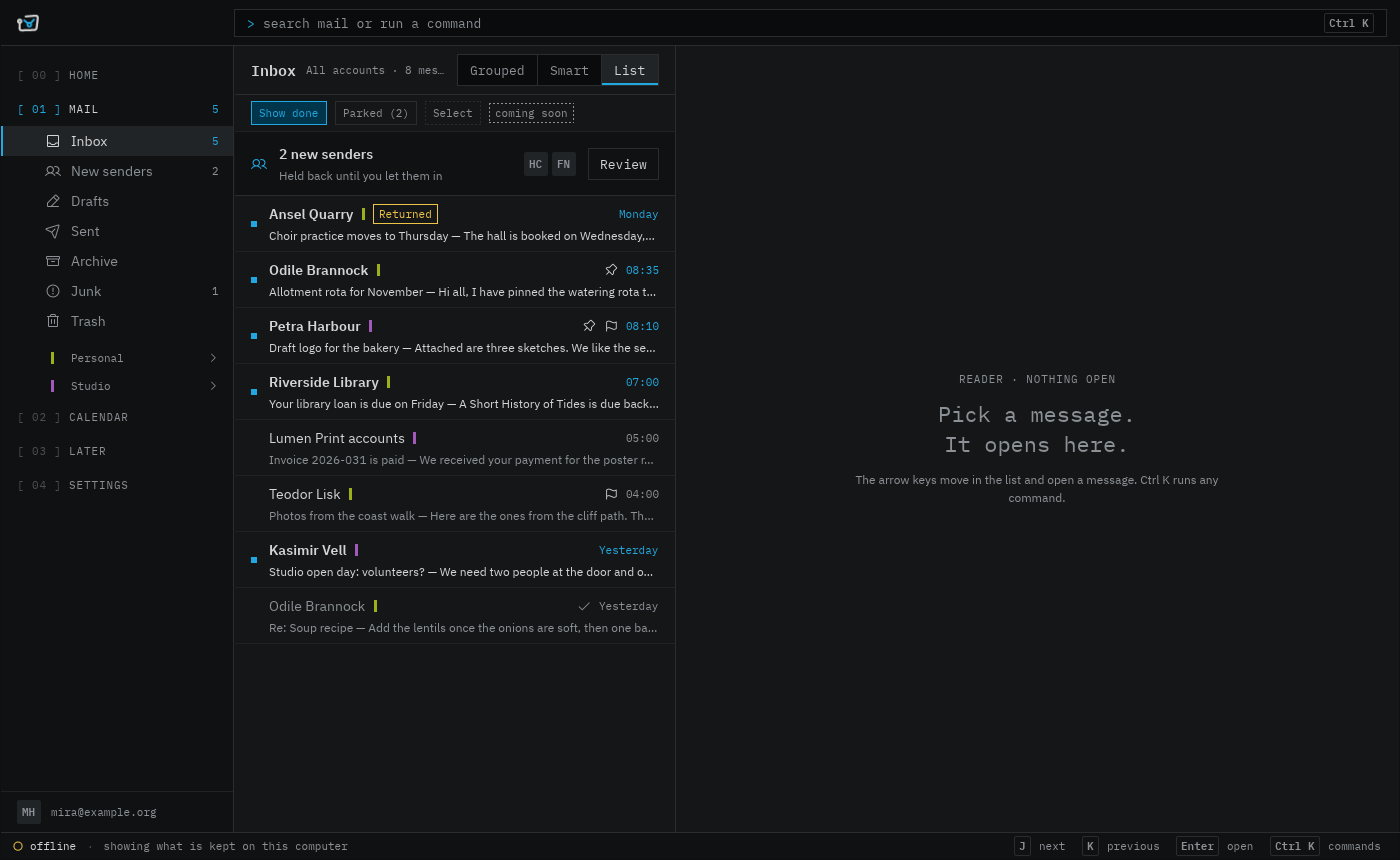 > search mail or run a command
Ctrl K
[ 00 ] HOME
[ 01 ] MAIL 5
Inbox 5
New senders 2
Drafts
Sent
Archive
Junk 1
Trash
Personal
Studio
[ 02 ] CALENDAR
[ 03 ] LATER
[ 04 ] SETTINGS
MH mira@example.org
Inbox All accounts · 8 mes…
Grouped Smart List
Show done Parked (2) Select coming soon
2 new senders
Held back until you let them in
HC FN Review
Ansel Quarry Returned Monday
Choir practice moves to Thursday — The hall is booked on Wednesday,…
Odile Brannock 08:35
Allotment rota for November — Hi all, I have pinned the watering rota t…
Petra Harbour 08:10
Draft logo for the bakery — Attached are three sketches. We like the se…
Riverside Library 07:00
Your library loan is due on Friday — A Short History of Tides is due back…
Lumen Print accounts 05:00
Invoice 2026-031 is paid — We received your payment for the poster r…
Teodor Lisk 04:00
Photos from the coast walk — Here are the ones from the cliff path. Th…
Kasimir Vell Yesterday
Studio open day: volunteers? — We need two people at the door and o…
Odile Brannock Yesterday
Re: Soup recipe — Add the lentils once the onions are soft, then one ba…
READER · NOTHING OPEN
Pick a message.
It opens here.
The arrow keys move in the list and open a message. Ctrl K runs any
command.
offline · showing what is kept on this computer
J next K previous Enter open Ctrl K commands